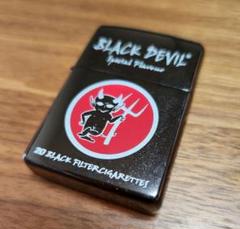 BLACK DEVIL®
Special Flavour
20 BLACK FILTERCIGARETTES